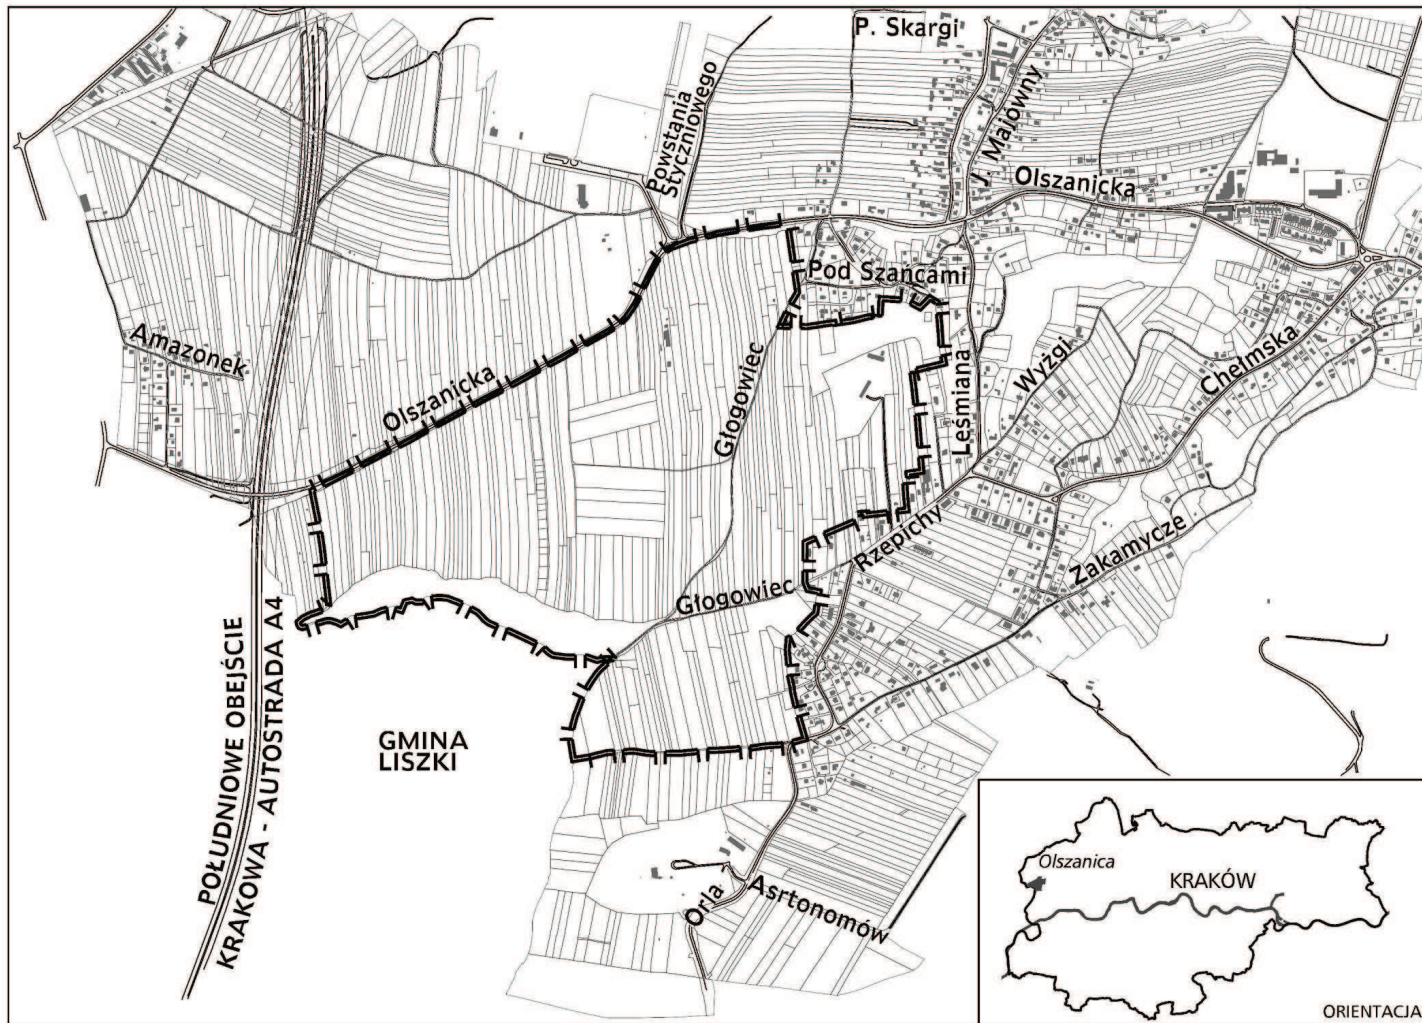 P. Skargi
Powstania
Styczniowego
J. Majówny
Olszanicka
Pod Szańcami
Amazonek
Olszanicka
Głogowiec
Leśmiana
Wyżgi
Chełmska
Rzepichy
Zakamycze
Głogowiec
POŁUDNIOWE OBEJŚCIE
KRAKOWA - AUTOSTRADA A4
GMINA
LISZKI
Orla
Asrtonomów
Olszanica
KRAKÓW
ORIENTACJA